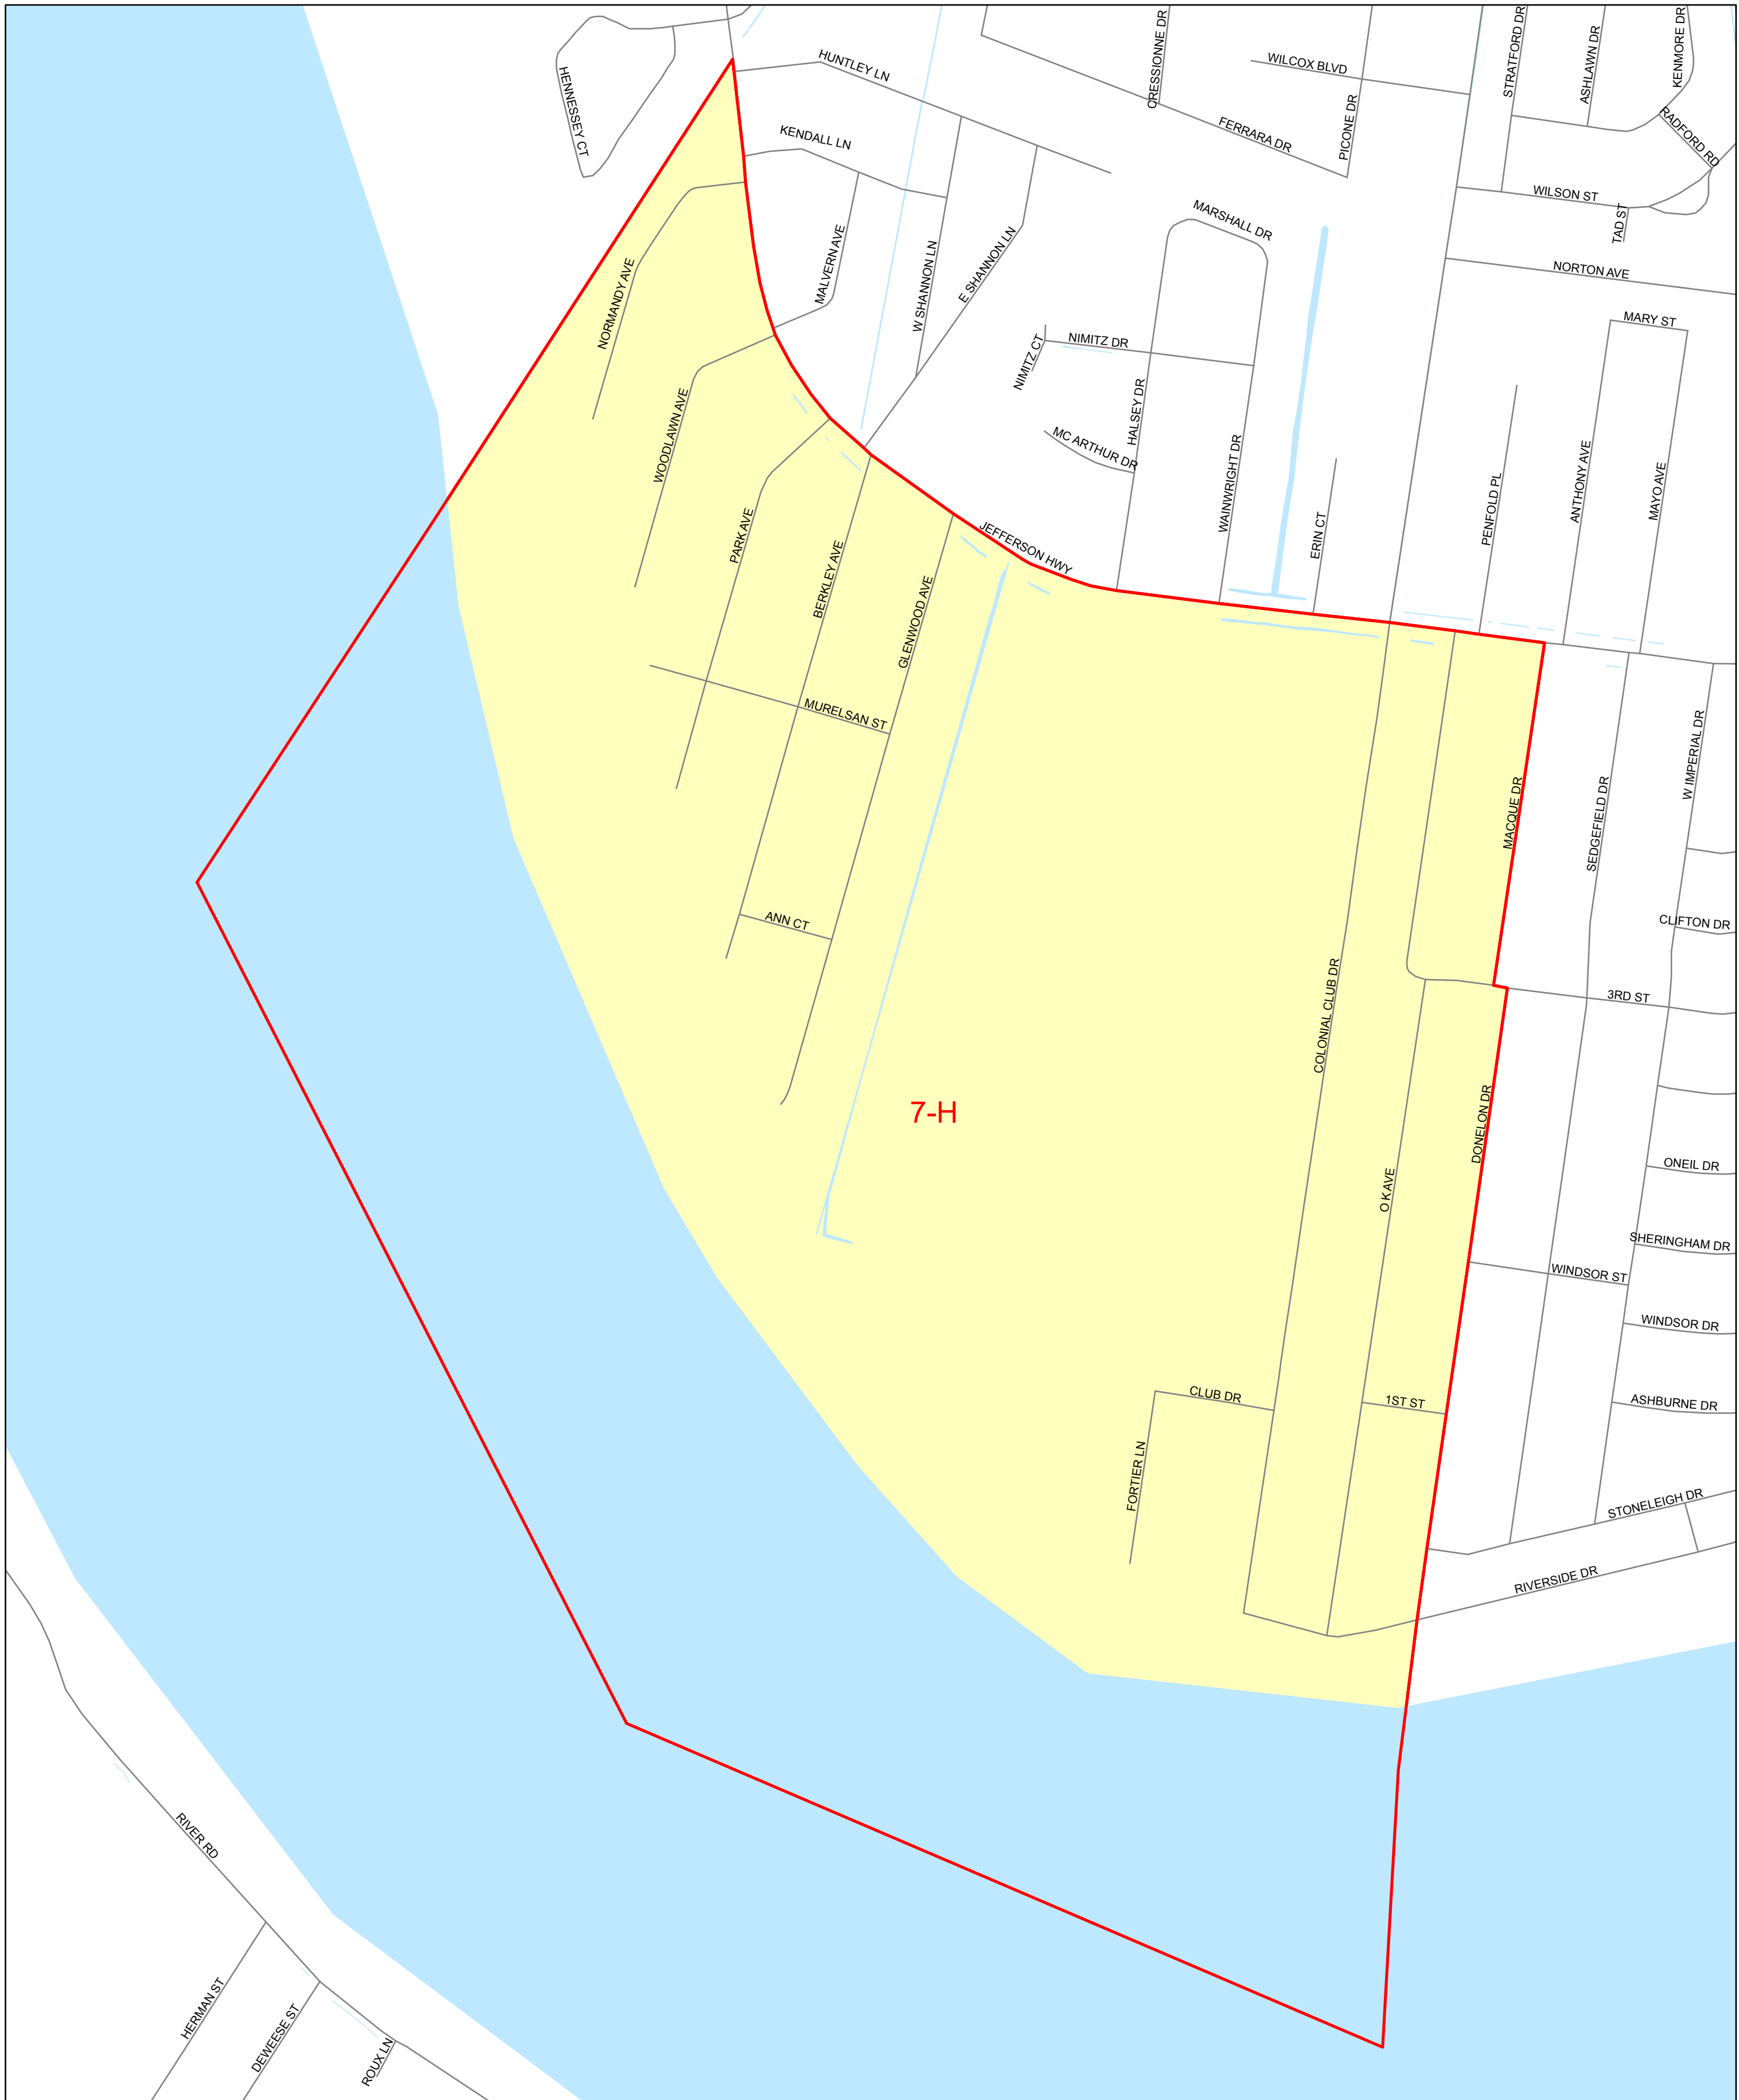 CRESSIONNE DR
STRATFORD DR
ASHLAWN DR
KENMORE DR
HENNESSEY CT
HUNTLEY LN
WILCOX BLVD
KENDALL LN
FERRARA DR
PICONE DR
RADFORD RD
WILSON ST
TAD ST
MARSHALL DR
NORMANDY AVE
MALVERN AVE
W SHANNON LN
E SHANNON LN
NORTON AVE
MARY ST
NIMITZ CT
NIMITZ DR
HALSEY DR
WOODLAWN AVE
MC ARTHUR DR
WAINWRIGHT DR
ERIN CT
PENFOLD PL
ANTHONY AVE
MAYO AVE
PARK AVE
BERKLEY AVE
JEFFERSON HWY
GLENWOOD AVE
MURELSAN ST
MACQUE DR
SEDGEFIELD DR
W IMPERIAL DR
ANN CT
CLIFTON DR
COLONIAL CLUB DR
3RD ST
7-H
DONELON DR
O K AVE
ONEIL DR
SHERINGHAM DR
WINDSOR ST
WINDSOR DR
CLUB DR
1ST ST
ASHBURNE DR
FORTIER LN
STONELEIGH DR
RIVERSIDE DR
RIVER RD
HERMAN ST
DEWEESE ST
ROUX LN